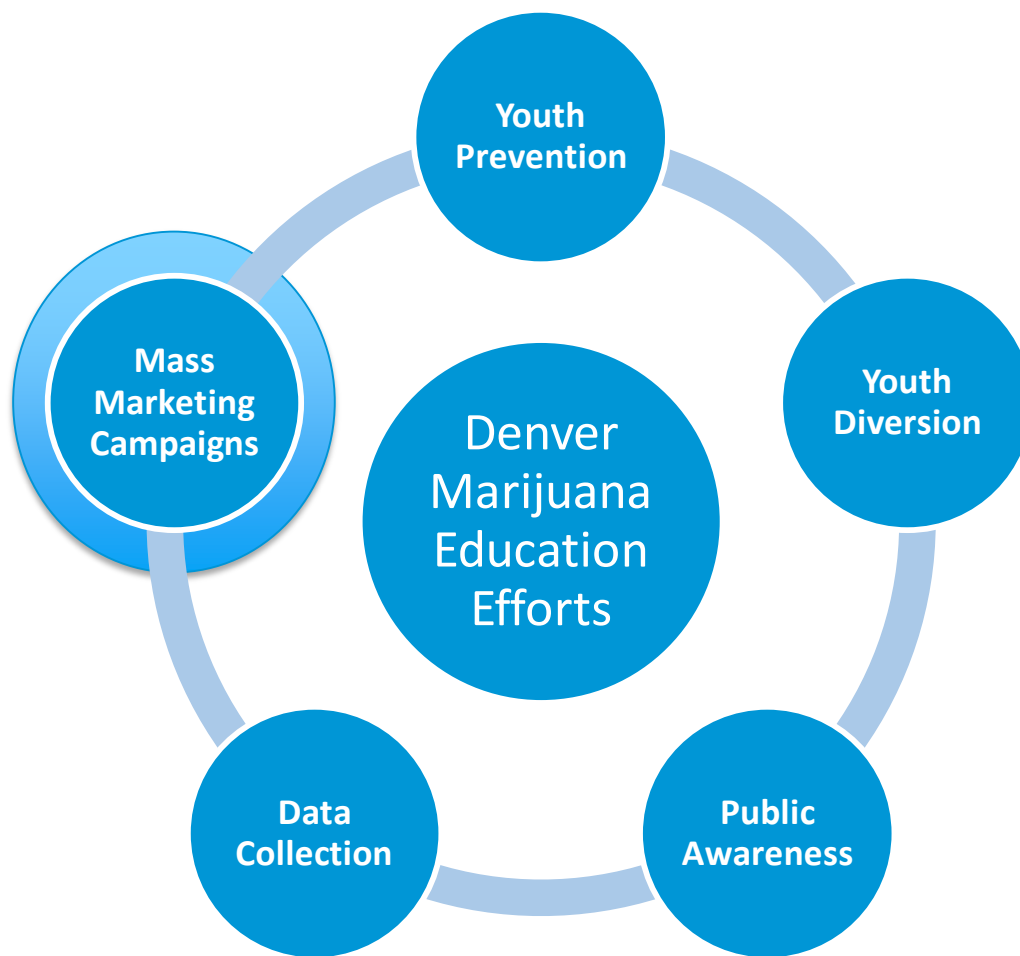 Youth
Prevention
Mass
Marketing
Campaigns
Youth
Diversion
Denver
Marijuana
Education
Efforts
Data
Collection
Public
Awareness